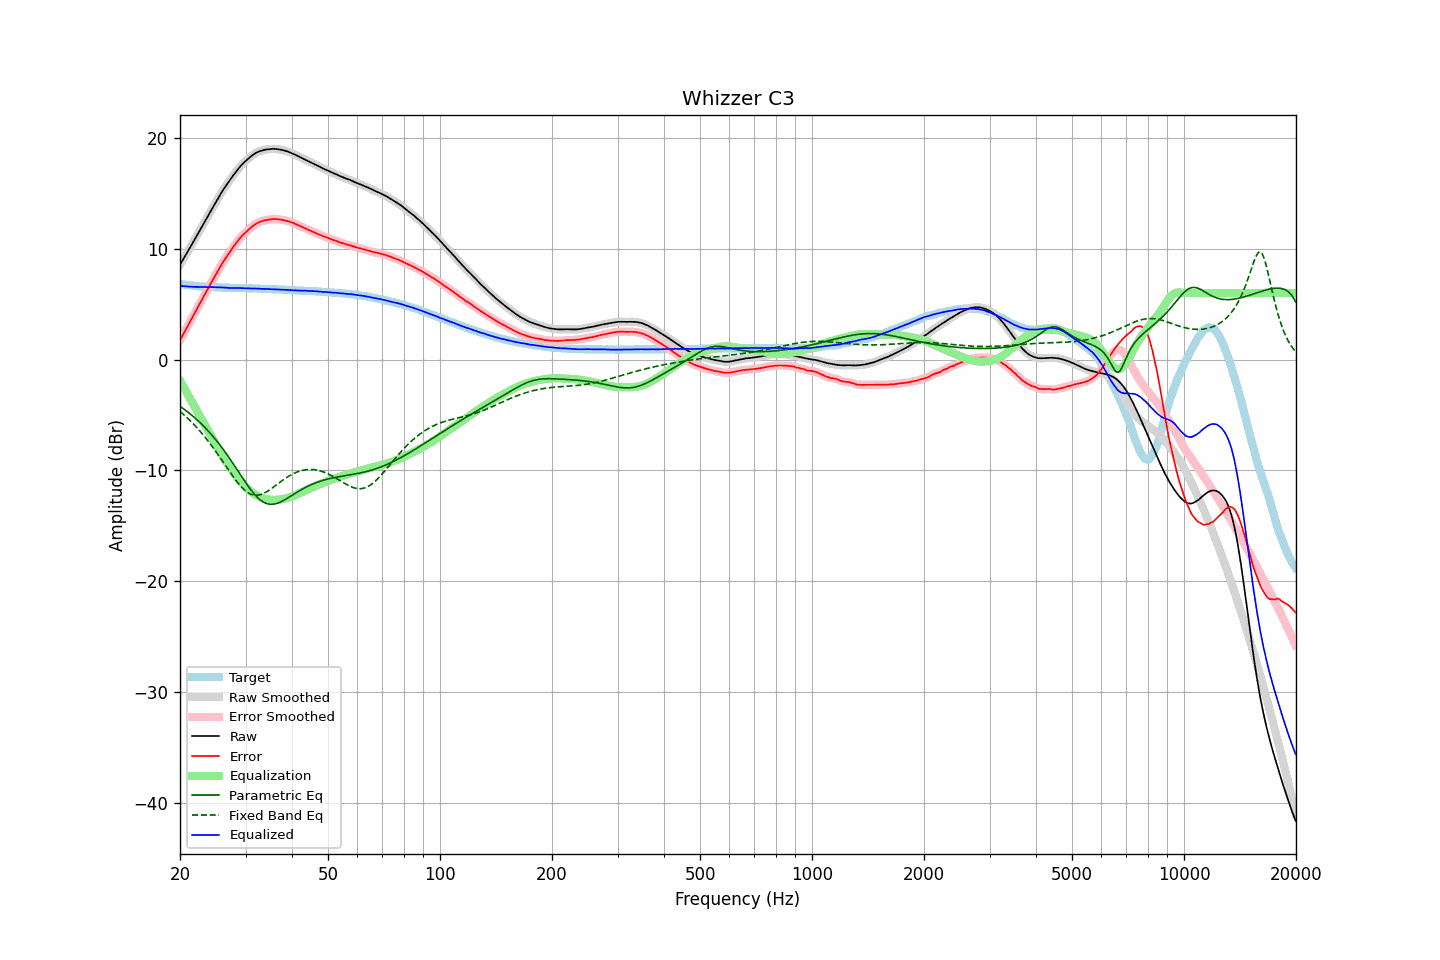 Whizzer C3
20
10
0
−10
−20
−30
−40
Amplitude (dBr)
Target
Raw Smoothed
Error Smoothed
Raw
Error
Equalization
Parametric Eq
Fixed Band Eq
Equalized
20 50 100 200 500 1000 2000 5000 10000 20000
Frequency (Hz)